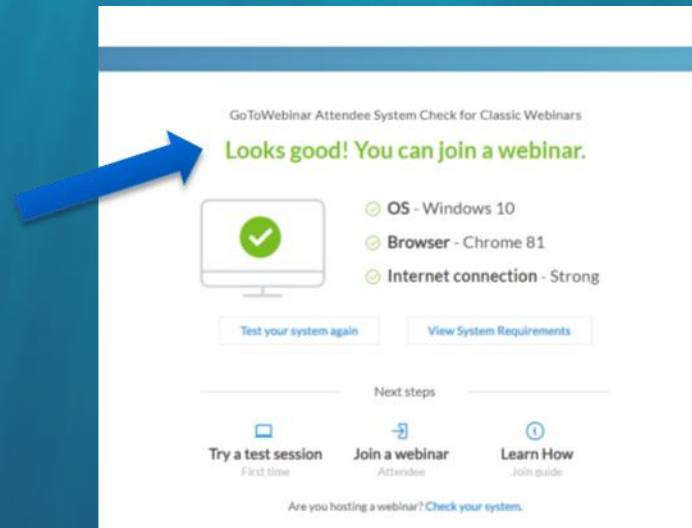 GoToWebinar Attendee System Check for Classic Webinars
Looks good! You can join a webinar.
OS - Windows 10
Browser - Chrome 81
Internet connection - Strong
Test your system again
View System Requirements
Next steps
Try a test session
First time
Join a webinar
Attendee
Learn How
Join guide
Are you hosting a webinar? Check your system.